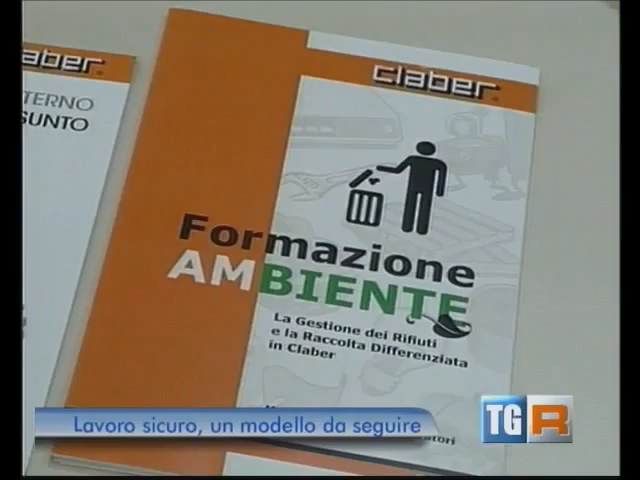 claber
TERNO
SUNTO
claber
Formazione
AMBIENTE
La Gestione dei Rifiuti
e la Raccolta Differenziata
in Claber
Lavoro sicuro, un modello da seguire
TGR